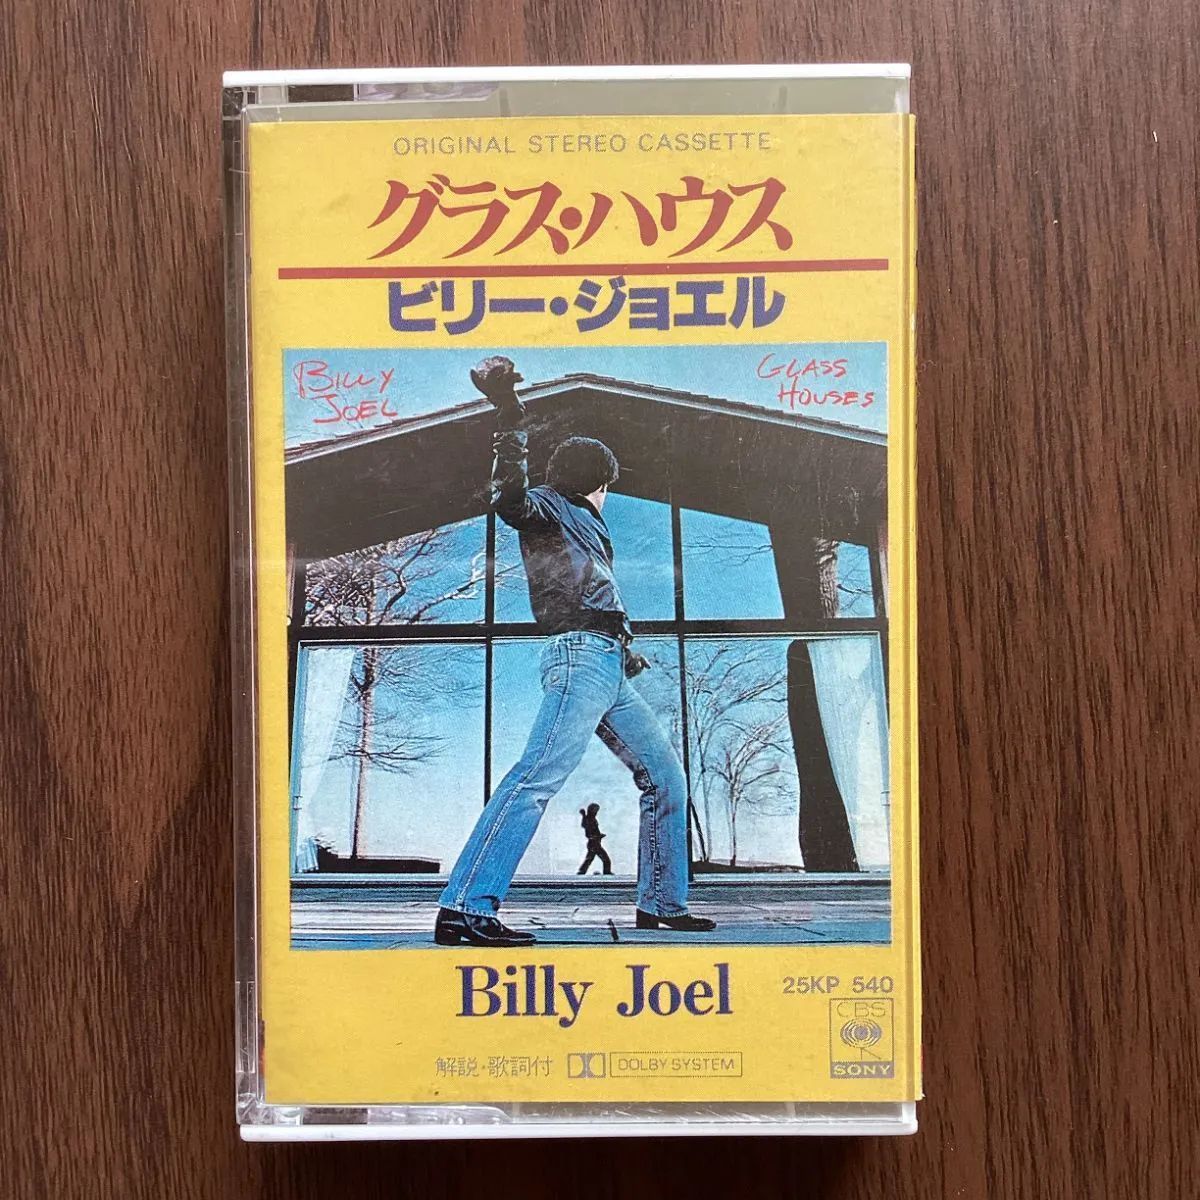 ORIGINAL STEREO CASSETTE
グラス・ハウス
ビリー・ジョエル
BILLY JOEL
GLASS HOUSES
Billy Joel
25KP 540
CBS
SONY
解説・歌詞付 DOLBY SYSTEM